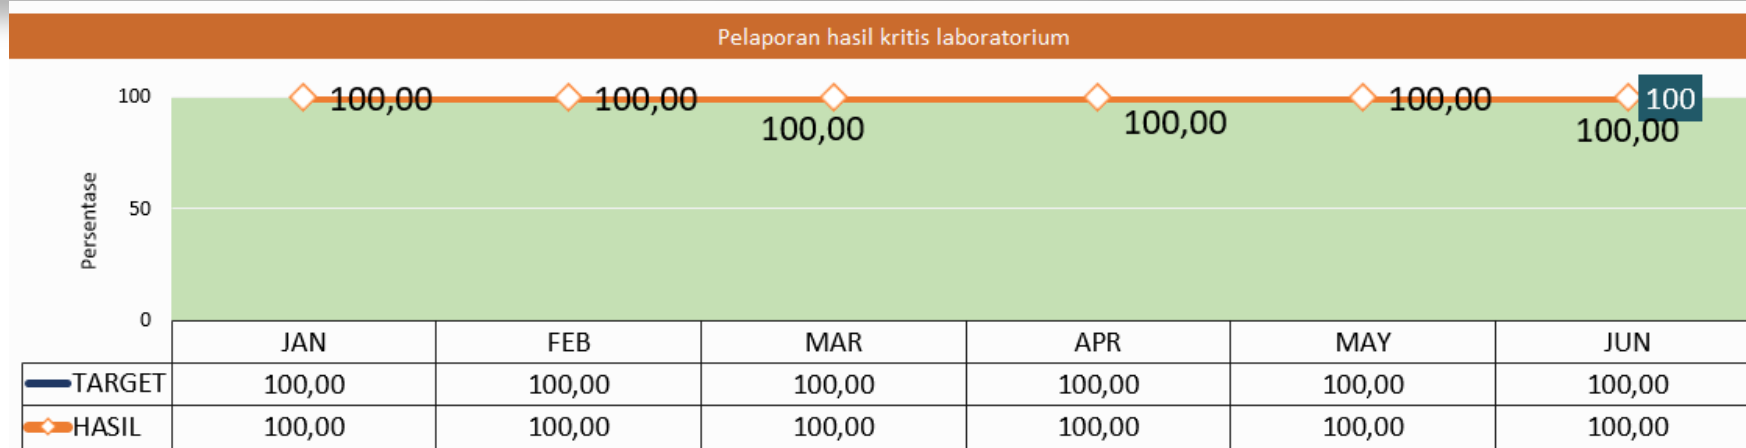 Pelaporan hasil kritis laboratorium
100
100,00 100,00 100,00 100,00 100,00 100,00 100
Persentase
50
0
JAN FEB MAR APR MAY JUN
TARGET 100,00 100,00 100,00 100,00 100,00 100,00
HASIL 100,00 100,00 100,00 100,00 100,00 100,00